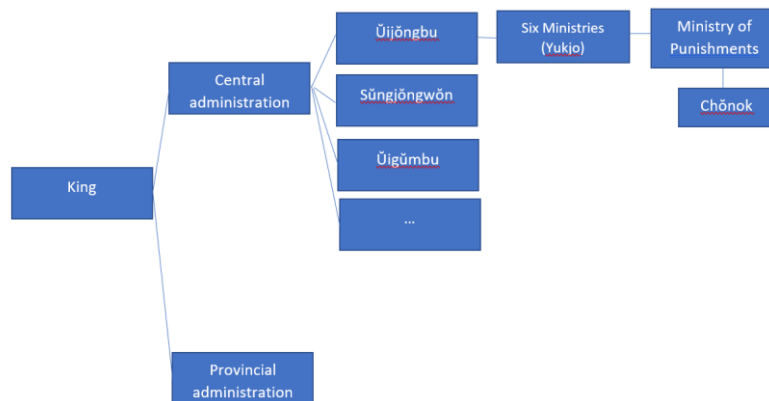 King
Central
administration
Provincial
administration
Ŭijŏngbu
Sŭngjŏngwŏn
Ŭigŭmbu
...
Six Ministries
(Yukjo)
Ministry of
Punishments
Chŏnok